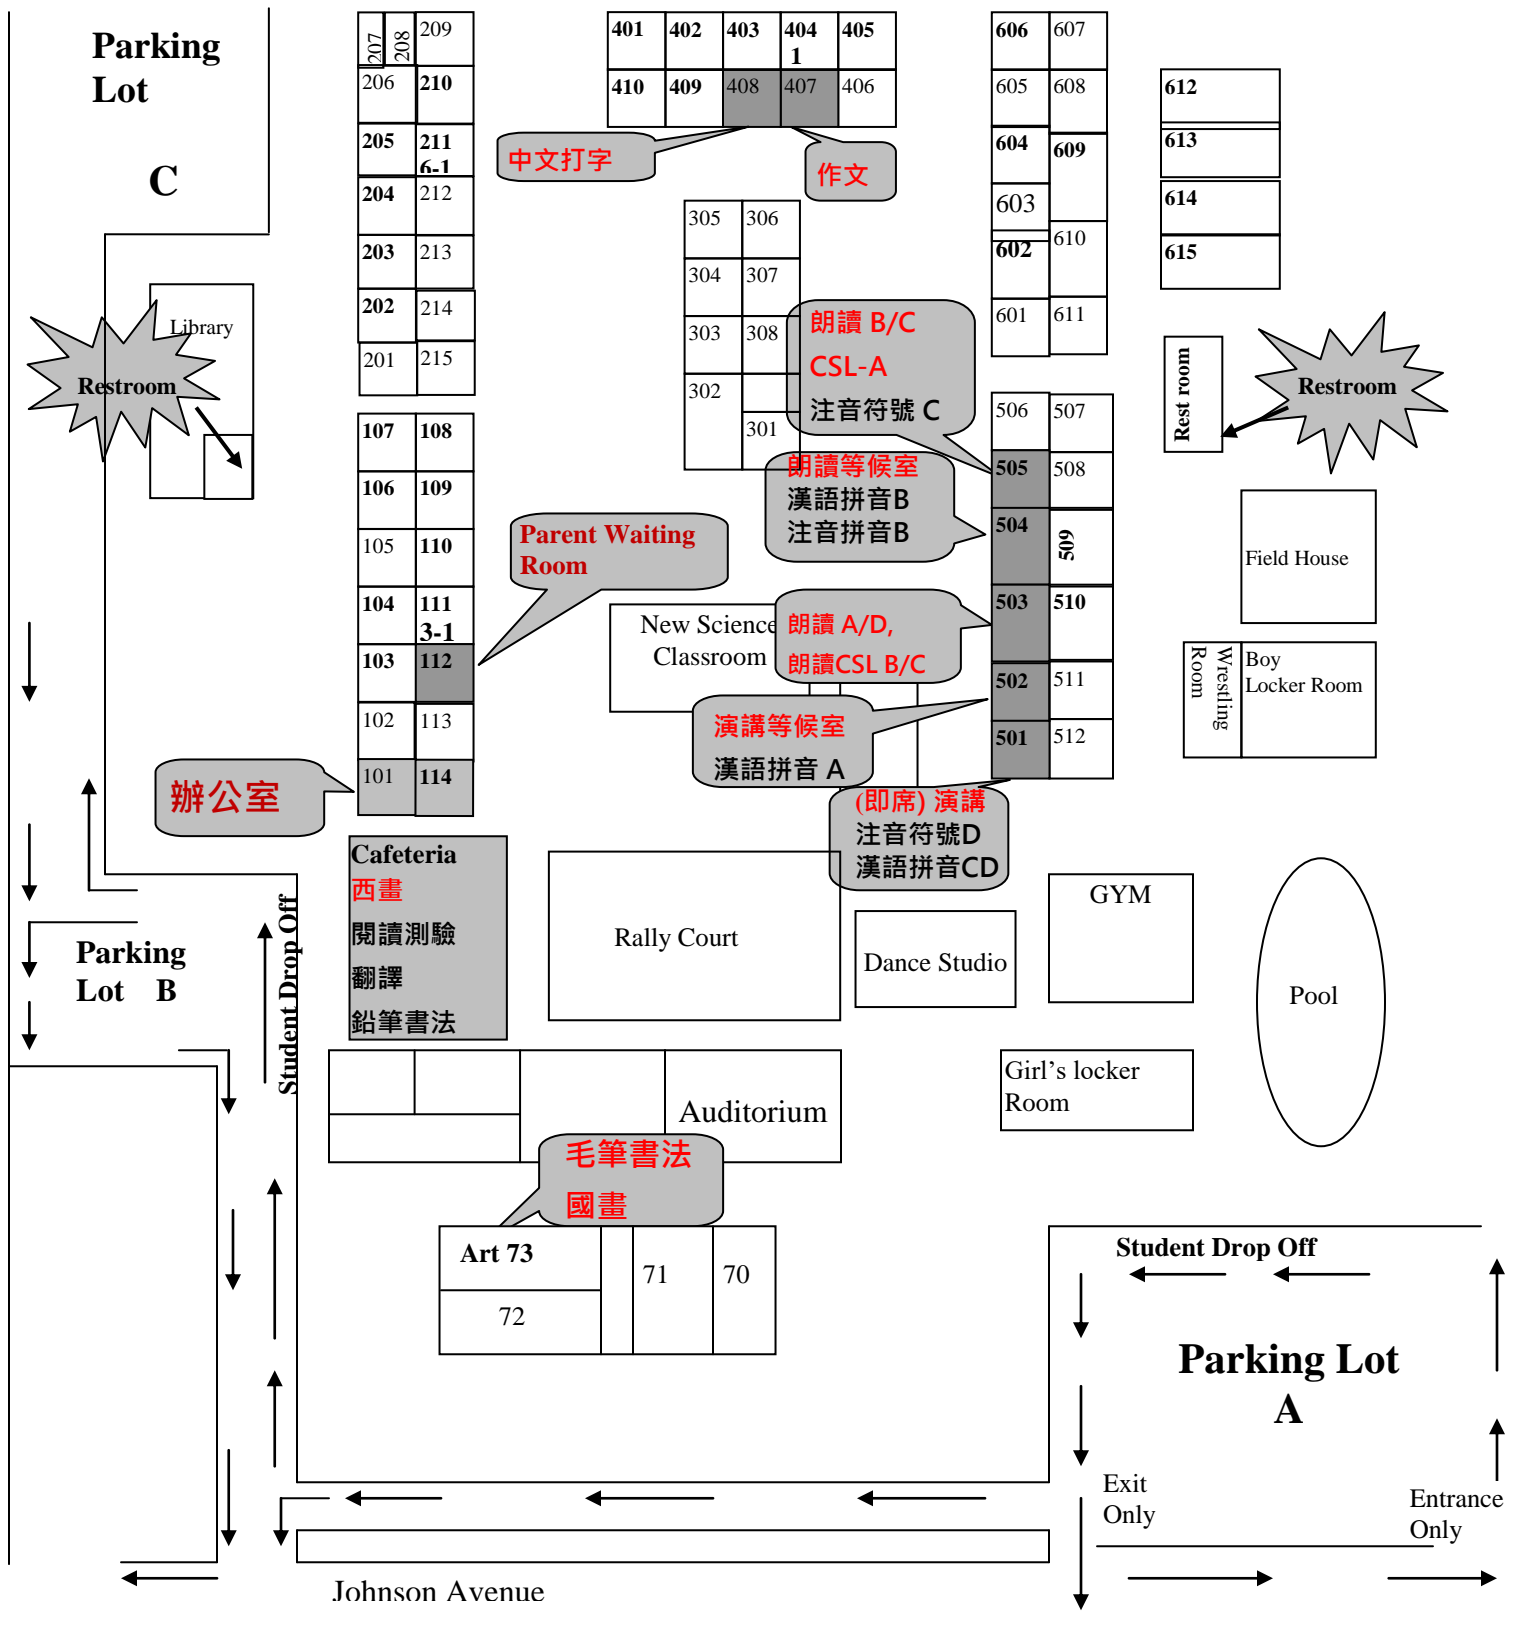 Parking
Lot
C
207
208
209
206
210
205
211
6-1
204
212
203
213
202
214
201
215
401
402
403
404
1
405
410
409
408
407
406
中文打字
作文
606
607
605
608
604
609
603
602
610
601
611
612
613
614
615
305
306
304
307
303
308
302
301
朗讀 B/C
CSL-A
注音符號 C
Library
Restroom
Rest room
Restroom
107
108
106
109
105
110
104
111
3-1
103
112
102
113
101
114
Parent Waiting
Room
朗讀等候室
漢語拼音B
注音拼音B
506
507
505
508
504
509
503
510
502
511
501
512
Field House
New Science
Classroom
朗讀 A/D,
朗讀CSL B/C
Wrestling
Room
Boy
Locker Room
演講等候室
漢語拼音 A
辦公室
(即席) 演講
注音符號D
漢語拼音CD
Cafeteria
西畫
閱讀測驗
翻譯
鉛筆書法
Rally Court
Dance Studio
GYM
Pool
Parking
Lot B
Student Drop Off
Auditorium
Girl’s locker
Room
毛筆書法
國畫
Art 73
72
71
70
Student Drop Off
Parking Lot
A
Exit
Only
Entrance
Only
Johnson Avenue